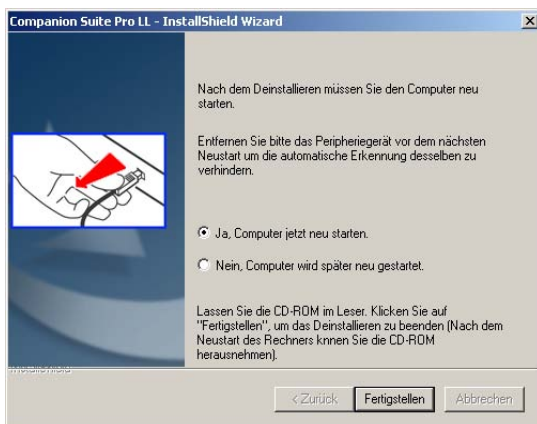 Companion Suite Pro LL - InstallShield Wizard
Nach dem Deinstallieren müssen Sie den Computer neu
starten.
Entfernen Sie bitte das Peripheriegerät vor dem nächsten
Neustart um die automatische Erkennung desselben zu
verhindern.
Ja, Computer jetzt neu starten.
Nein, Computer wird später neu gestartet.
Lassen Sie die CD-ROM im Leser. Klicken Sie auf
"Fertigstellen", um das Deinstallieren zu beenden (Nach dem
Neustart des Rechners knnen Sie die CD-ROM
herausnehmen).
InstallShield
< Zurück
Fertigstellen
Abbrechen